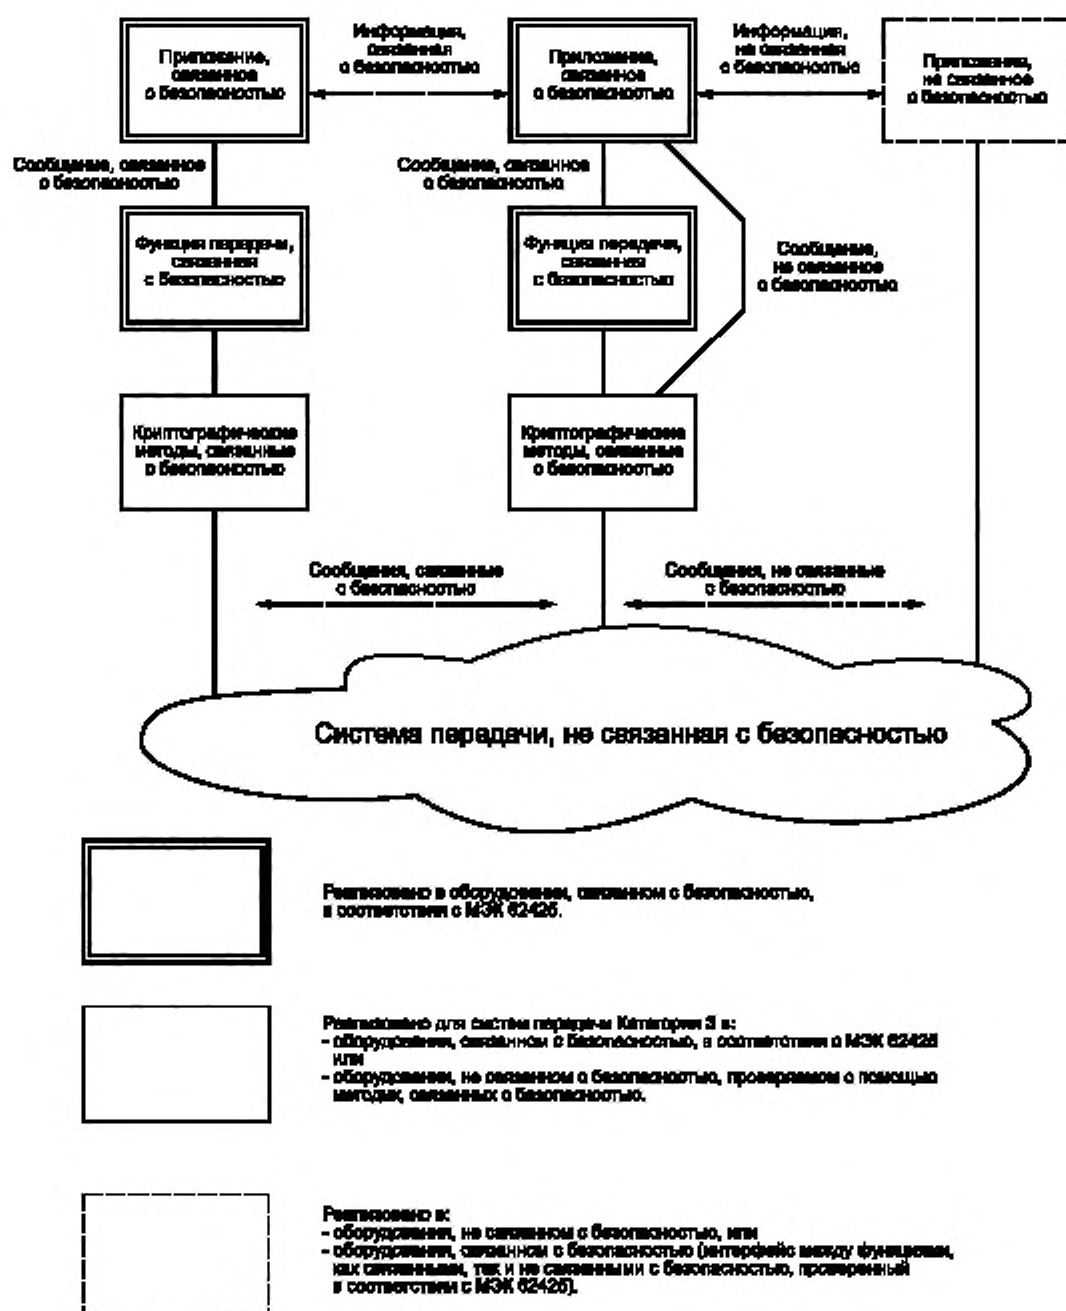 Приложение,
связанное
с безопасностью
Информация,
связанная
с безопасностью
Приложение,
связанное
с безопасностью
Информация,
не связанная
с безопасностью
Приложения,
не связанное
с безопасностью
Сообщение, связанное
с безопасностью
Сообщение, связанное
с безопасностью
Функция передачи,
связанная
с безопасностью
Функция передачи,
связанная
с безопасностью
Сообщение,
не связанное
с безопасностью
Криптографические
методы, связанные
с безопасностью
Криптографические
методы, связанные
с безопасностью
Сообщения, связанные
с безопасностью
Сообщения, не связанные
с безопасностью
Система передачи, не связанная с безопасностью
Реализовано в оборудовании, связанном с безопасностью,
в соответствии с МЭК 62425.
Реализовано для систем передачи Категории 3 в:
- оборудовании, связанном с безопасностью, в соответствии с МЭК 62425
или
- оборудовании, не связанном с безопасностью, проверяемом с помощью
методик, связанных с безопасностью.
Реализовано в:
- оборудовании, не связанном с безопасностью, или
- оборудовании, связанном с безопасностью (интерфейс между функциями,
как связанными, так и не связанными с безопасностью, проверенный
в соответствии с МЭК 62425).